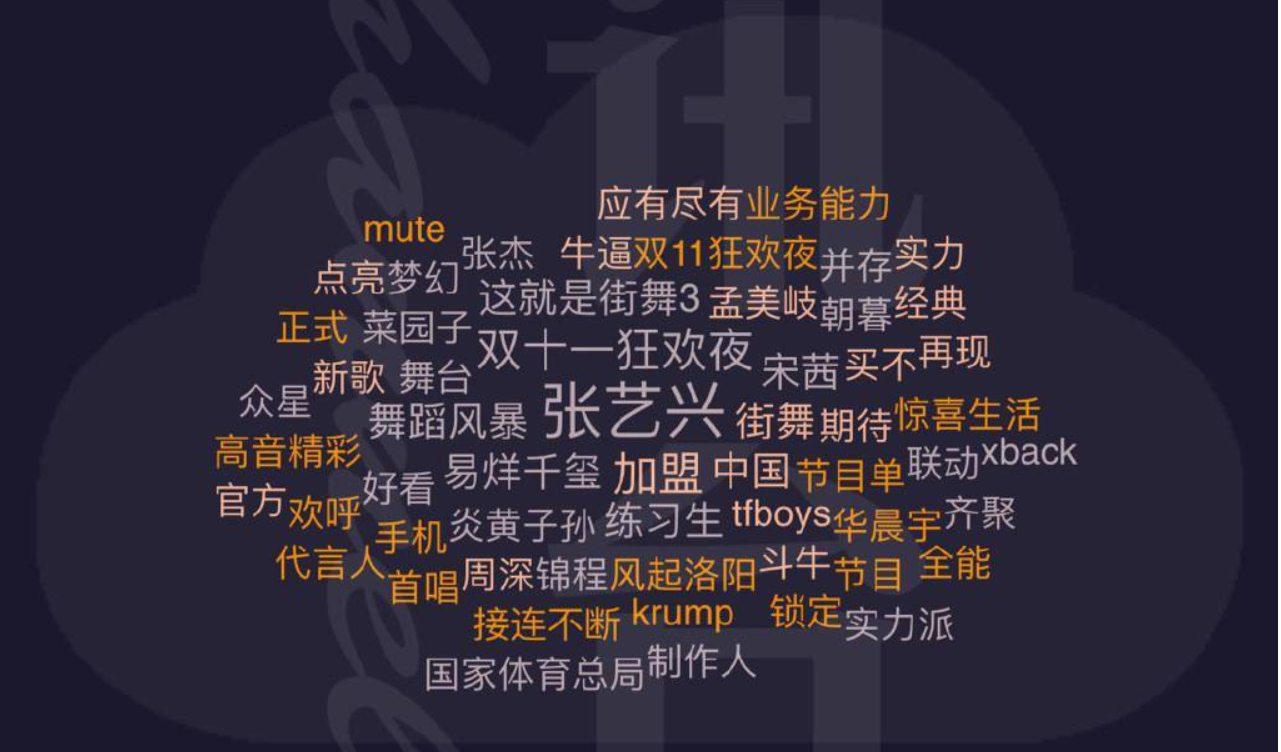 应有尽有 业务能力
mute 张杰 牛逼 双11狂欢夜 并存 实力
点亮 梦幻 这就是街舞3 孟美岐 朝暮 经典
正式 菜园子 双十一狂欢夜 宋茜 买不 再现
新歌 舞台
众星 舞蹈风暴 张艺兴 街舞 期待 惊喜生活
高音精彩 易烊千玺 加盟 中国 节目单 联动 xback
官方 欢呼 好看 炎黄子孙 练习生 tfboys 华晨宇 齐聚
手机
代言人 首唱 周深 锦程 风起洛阳 斗牛 节目 全能
接连不断 krump 锁定 实力派
国家体育总局 制作人